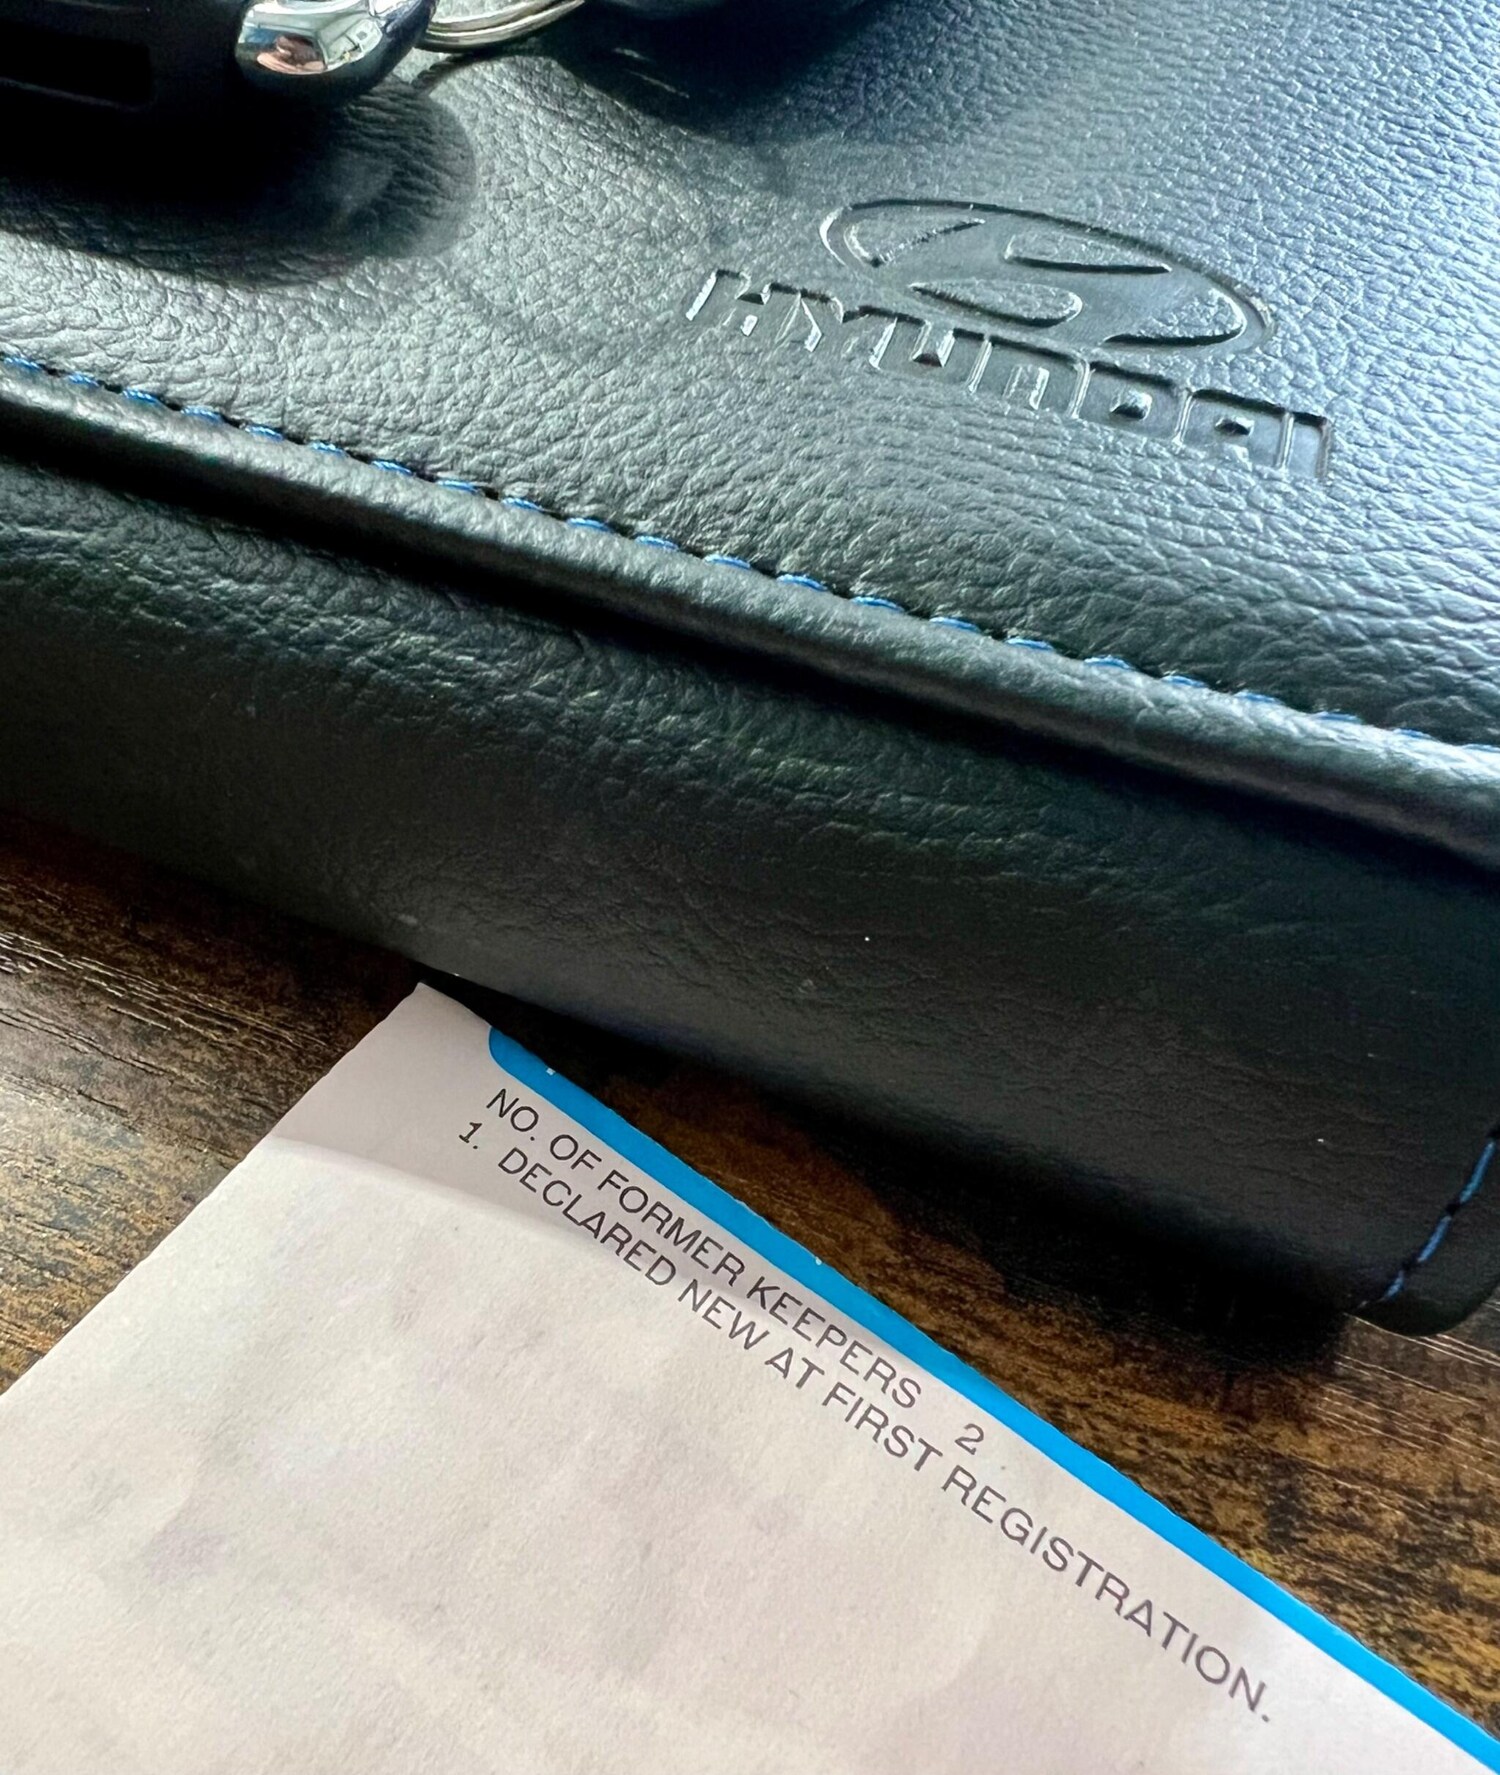 HYUNDAI
NO. OF FORMER KEEPERS 2
1. DECLARED NEW AT FIRST REGISTRATION.